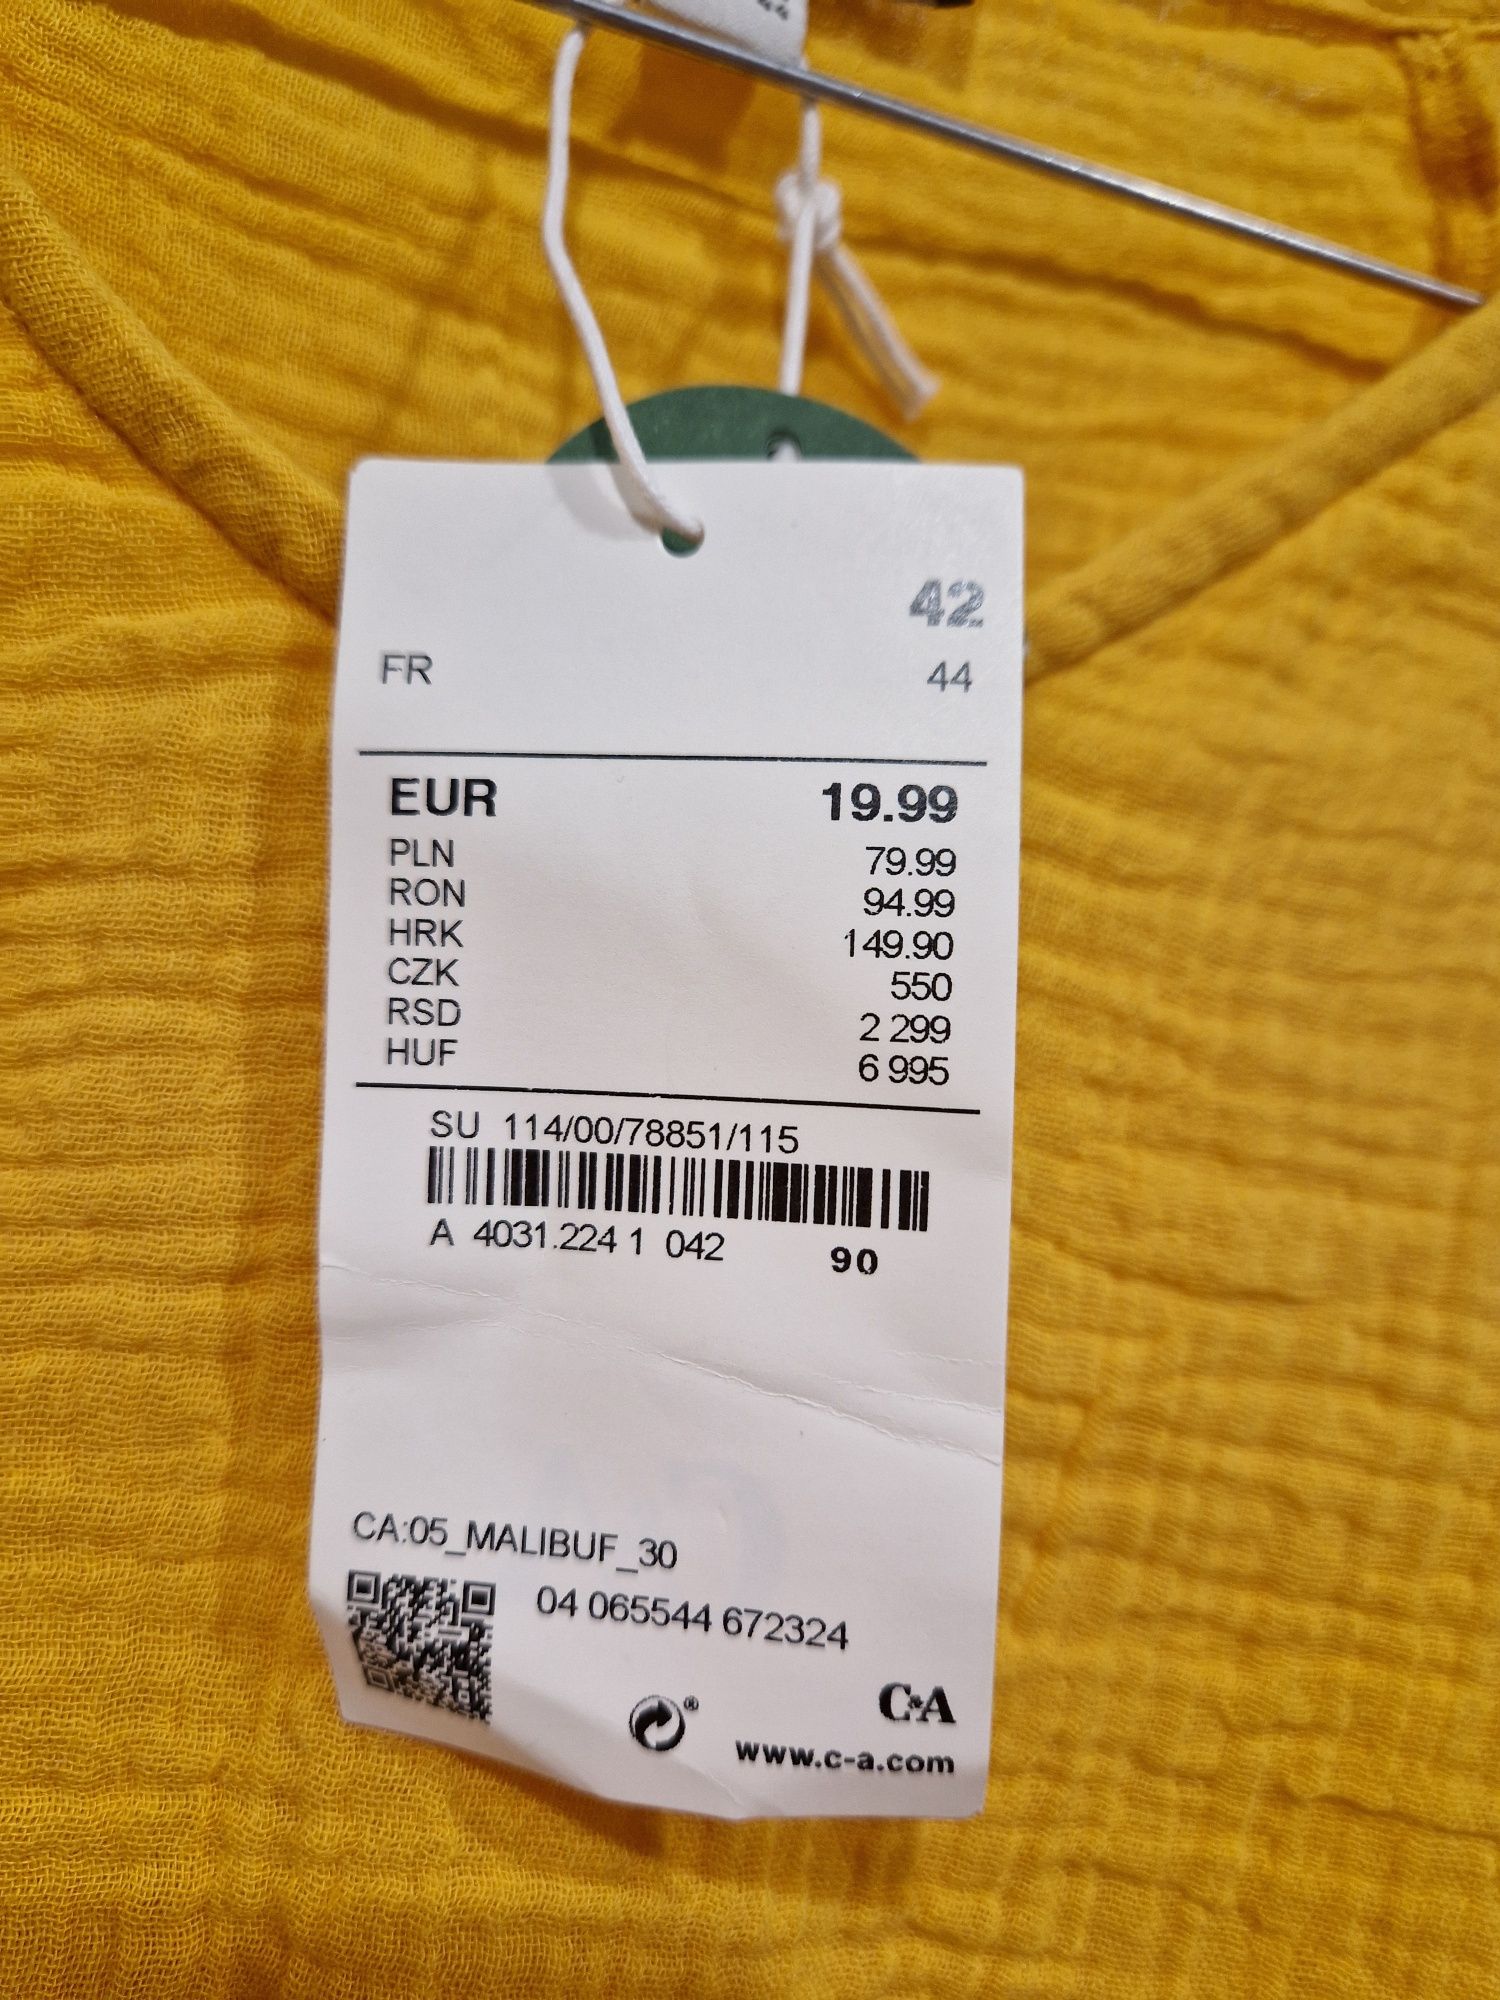 42
FR 44
EUR 19.99
PLN 79.99
RON 94.99
HRK 149.90
CZK 550
RSD 2 299
HUF 6 995
SU 114/00/78851/115
A 4031.224 1 042 90
CA:05_MALIBUF_30
04 065544 672324
C&A
www.c-a.com